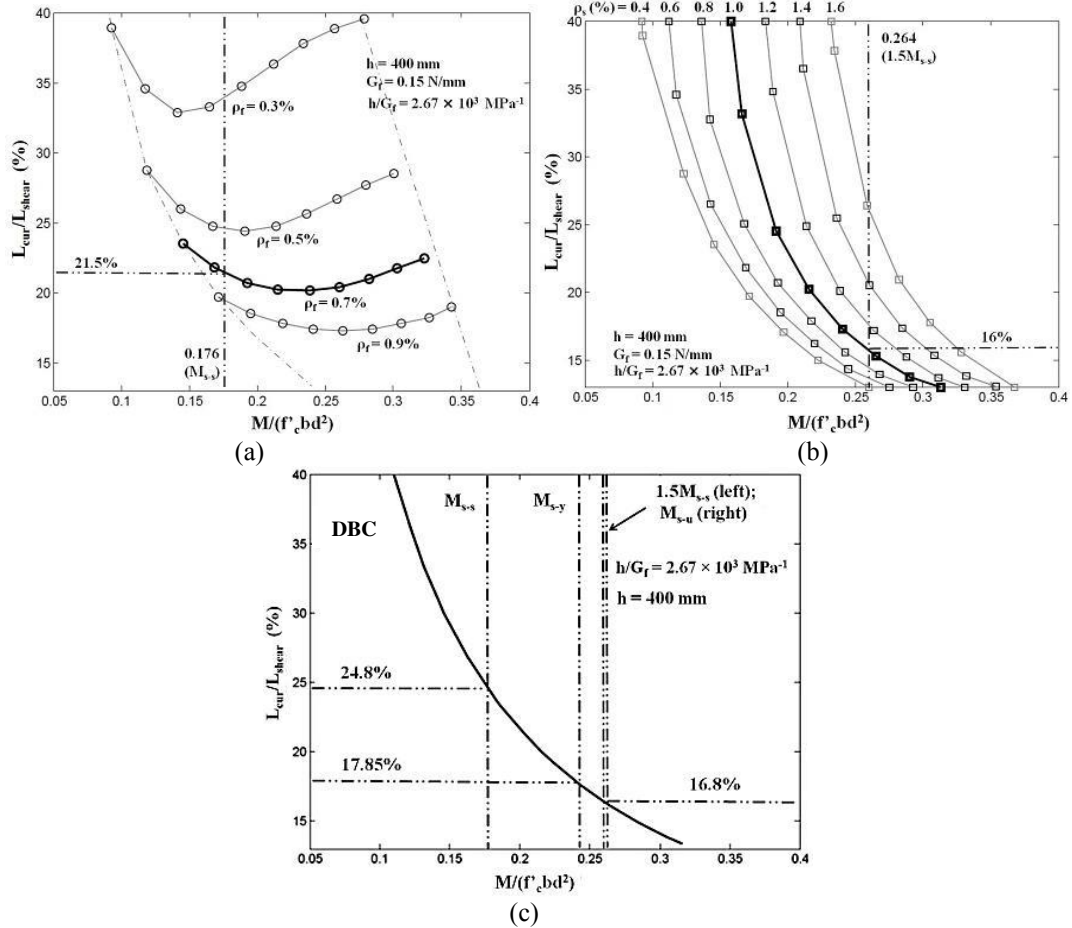 40
35
30
25
20
15
L_cur/L_shear (%)
h = 400 mm
G_f = 0.15 N/mm
h/G_f = 2.67 × 10³ MPa⁻¹
ρ_f = 0.3%
ρ_f = 0.5%
21.5%
ρ_f = 0.7%
ρ_f = 0.9%
0.176
(M_s-s)
0.05 0.1 0.15 0.2 0.25 0.3 0.35 0.4
M/(f'_c bd²)
(a)
ρ_s (%) = 0.4 0.6 0.8 1.0 1.2 1.4 1.6
40
35
30
25
20
15
L_cur/L_shear (%)
0.264
(1.5M_s-s)
16%
h = 400 mm
G_f = 0.15 N/mm
h/G_f = 2.67 × 10³ MPa⁻¹
0.05 0.1 0.15 0.2 0.25 0.3 0.35 0.4
M/(f'_c bd²)
(b)
40
35
30
25
20
15
L_cur/L_shear (%)
DBC
M_s-s
M_s-y
1.5M_s-s (left);
M_s-u (right)
h/G_f = 2.67 × 10³ MPa⁻¹
h = 400 mm
24.8%
17.85%
16.8%
0.05 0.1 0.15 0.2 0.25 0.3 0.35 0.4
M/(f'_c bd²)
(c)